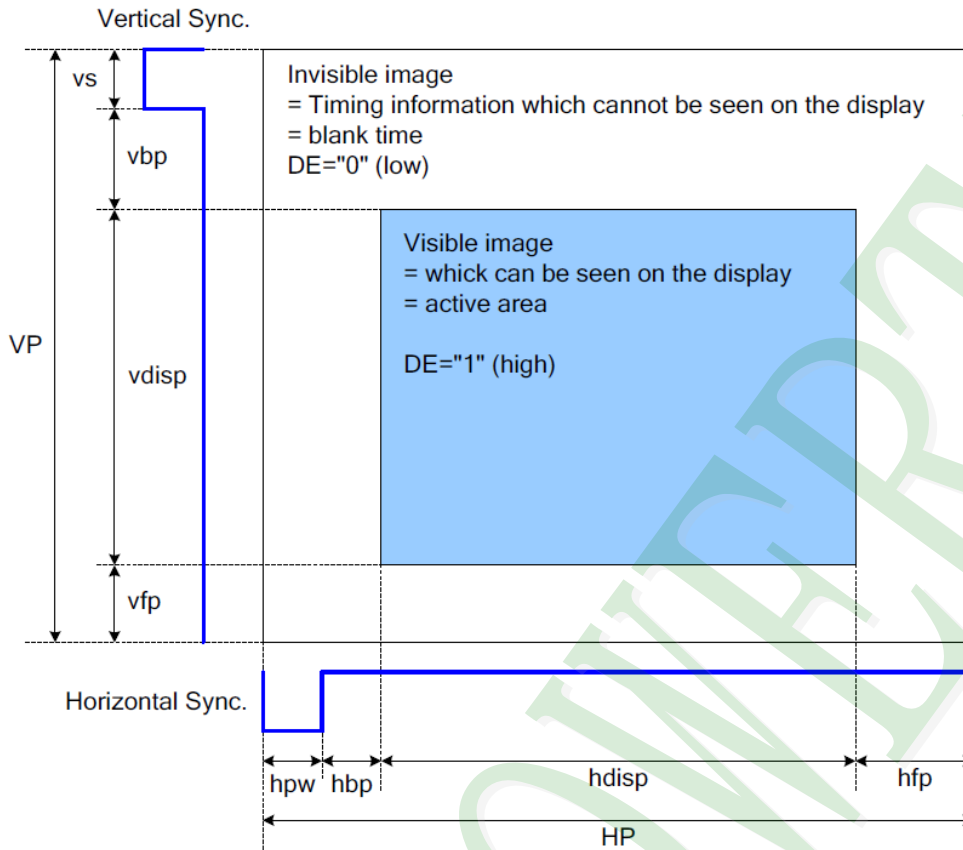 Vertical Sync.
vs
Invisible image
= Timing information which cannot be seen on the display
= blank time
DE="0" (low)
vbp
Visible image
= whick can be seen on the display
= active area
DE="1" (high)
VP
vdisp
vfp
Horizontal Sync.
hpw
hbp
hdisp
hfp
HP